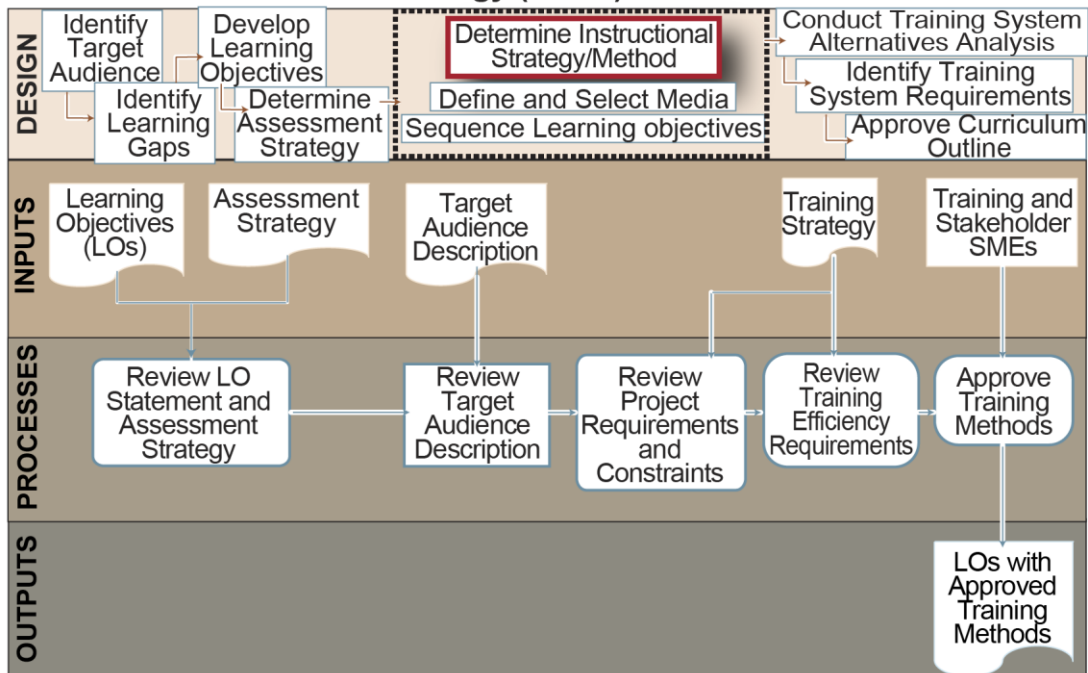 DESIGN
Identify
Target
Audience
Identify
Learning
Gaps
Develop
Learning
Objectives
Determine
Assessment
Strategy
Determine Instructional
Strategy/Method
Define and Select Media
Sequence Learning objectives
Conduct Training System
Alternatives Analysis
Identify Training
System Requirements
Approve Curriculum
Outline
INPUTS
Learning
Objectives
(LOs)
Assessment
Strategy
Target
Audience
Description
Training
Strategy
Training and
Stakeholder
SMEs
PROCESSES
Review LO
Statement and
Assessment
Strategy
Review
Target
Audience
Description
Review
Project
Requirements
and
Constraints
Review
Training
Efficiency
Requirements
Approve
Training
Methods
OUTPUTS
LOs with
Approved
Training
Methods